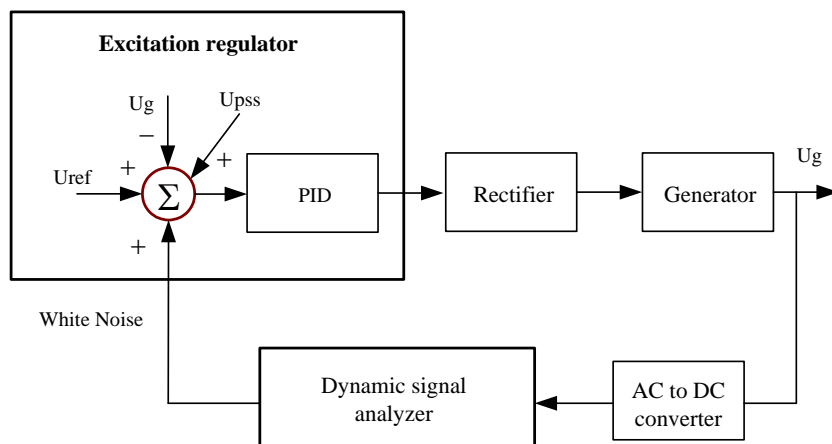 Excitation regulator
Ug
Upss
−
+
+
Uref
Σ
PID
Rectifier
Generator
Ug
+
White Noise
Dynamic signal
analyzer
AC to DC
converter